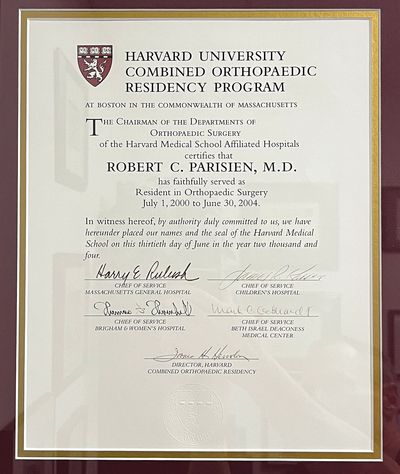 HARVARD UNIVERSITY
COMBINED ORTHOPAEDIC
RESIDENCY PROGRAM
AT BOSTON IN THE COMMONWEALTH OF MASSACHUSETTS
THE CHAIRMAN OF THE DEPARTMENTS OF
ORTHOPAEDIC SURGERY
of the Harvard Medical School Affiliated Hospitals
certifies that
ROBERT C. PARISIEN, M.D.
has faithfully served as
Resident in Orthopaedic Surgery
July 1, 2000 to June 30, 2004.
In witness hereof, by authority duly committed to us, we have
hereunder placed our names and the seal of the Harvard Medical
School on this thirtieth day of June in the year two thousand and
four.
Harry E. Rubash
CHIEF OF SERVICE
MASSACHUSETTS GENERAL HOSPITAL
CHIEF OF SERVICE
CHILDREN'S HOSPITAL
CHIEF OF SERVICE
BRIGHAM & WOMEN'S HOSPITAL
CHIEF OF SERVICE
BETH ISRAEL DEACONESS
MEDICAL CENTER
DIRECTOR, HARVARD
COMBINED ORTHOPAEDIC RESIDENCY